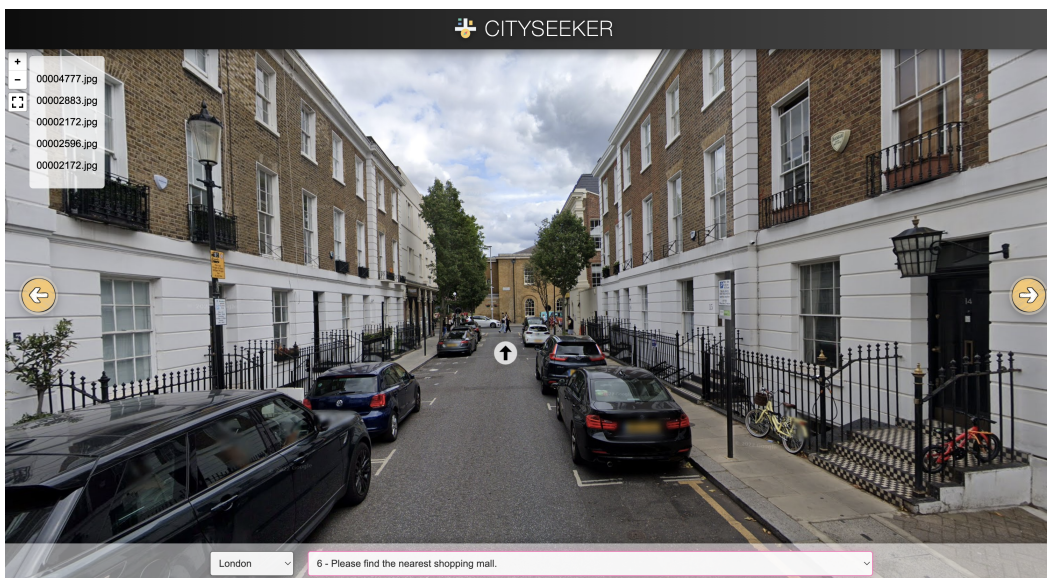 CITYSEEKER
+
−
00004777.jpg
00002883.jpg
00002172.jpg
00002596.jpg
00002172.jpg
14
London
6 - Please find the nearest shopping mall.